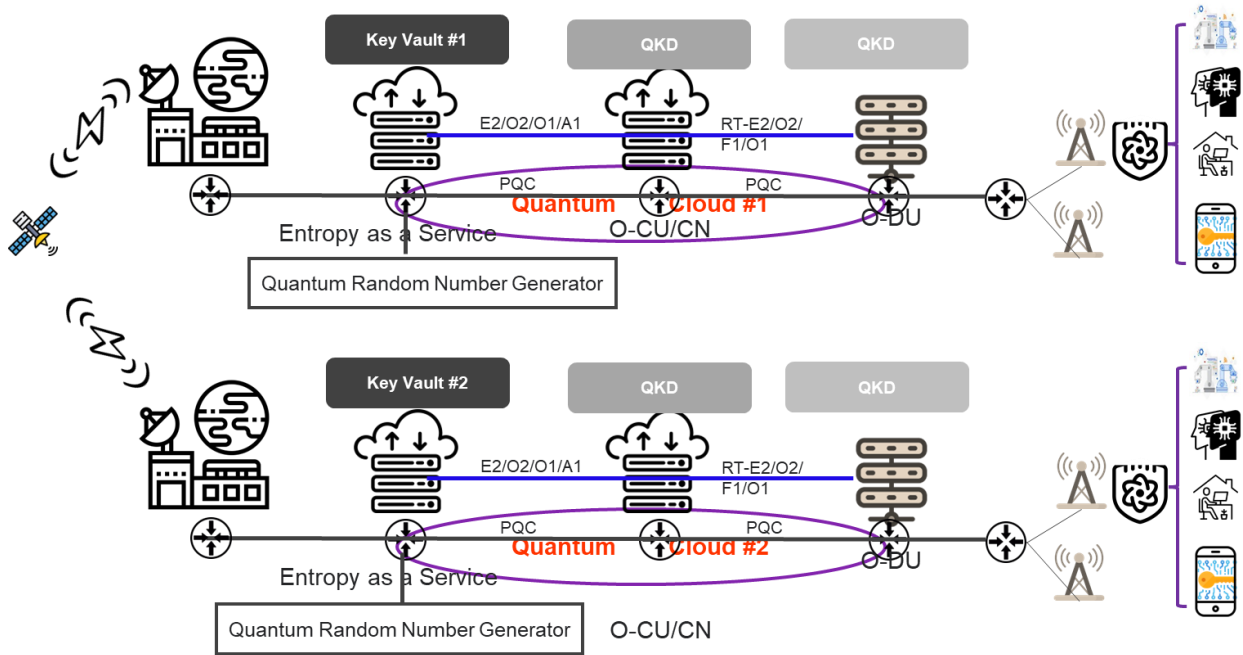 Key Vault #1
QKD
QKD
E2/O2/O1/A1
RT-E2/O2/
F1/O1
PQC
PQC
Quantum Cloud #1
Entropy as a Service
O-CU/CN
O-DU
Quantum Random Number Generator
Key Vault #2
QKD
QKD
E2/O2/O1/A1
RT-E2/O2/
F1/O1
PQC
PQC
Quantum Cloud #2
O-DU
Entropy as a Service
Quantum Random Number Generator
O-CU/CN